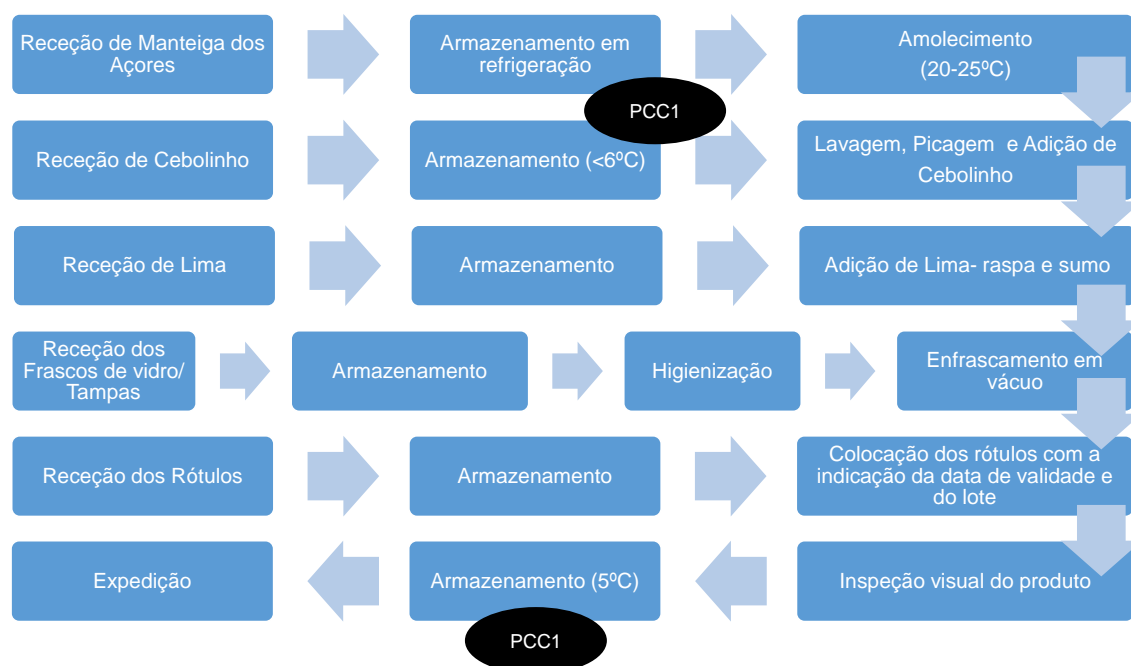 Receção de Manteiga dos
Açores
Armazenamento em
refrigeração
Amolecimento
(20-25ºC)
PCC1
Receção de Cebolinho
Armazenamento (<6ºC)
Lavagem, Picagem e Adição de
Cebolinho
Receção de Lima
Armazenamento
Adição de Lima- raspa e sumo
Receção dos
Frascos de vidro/
Tampas
Armazenamento
Higienização
Enfrascamento em
vácuo
Receção dos Rótulos
Armazenamento
Colocação dos rótulos com a
indicação da data de validade e
do lote
Expedição
Armazenamento (5ºC)
Inspeção visual do produto
PCC1